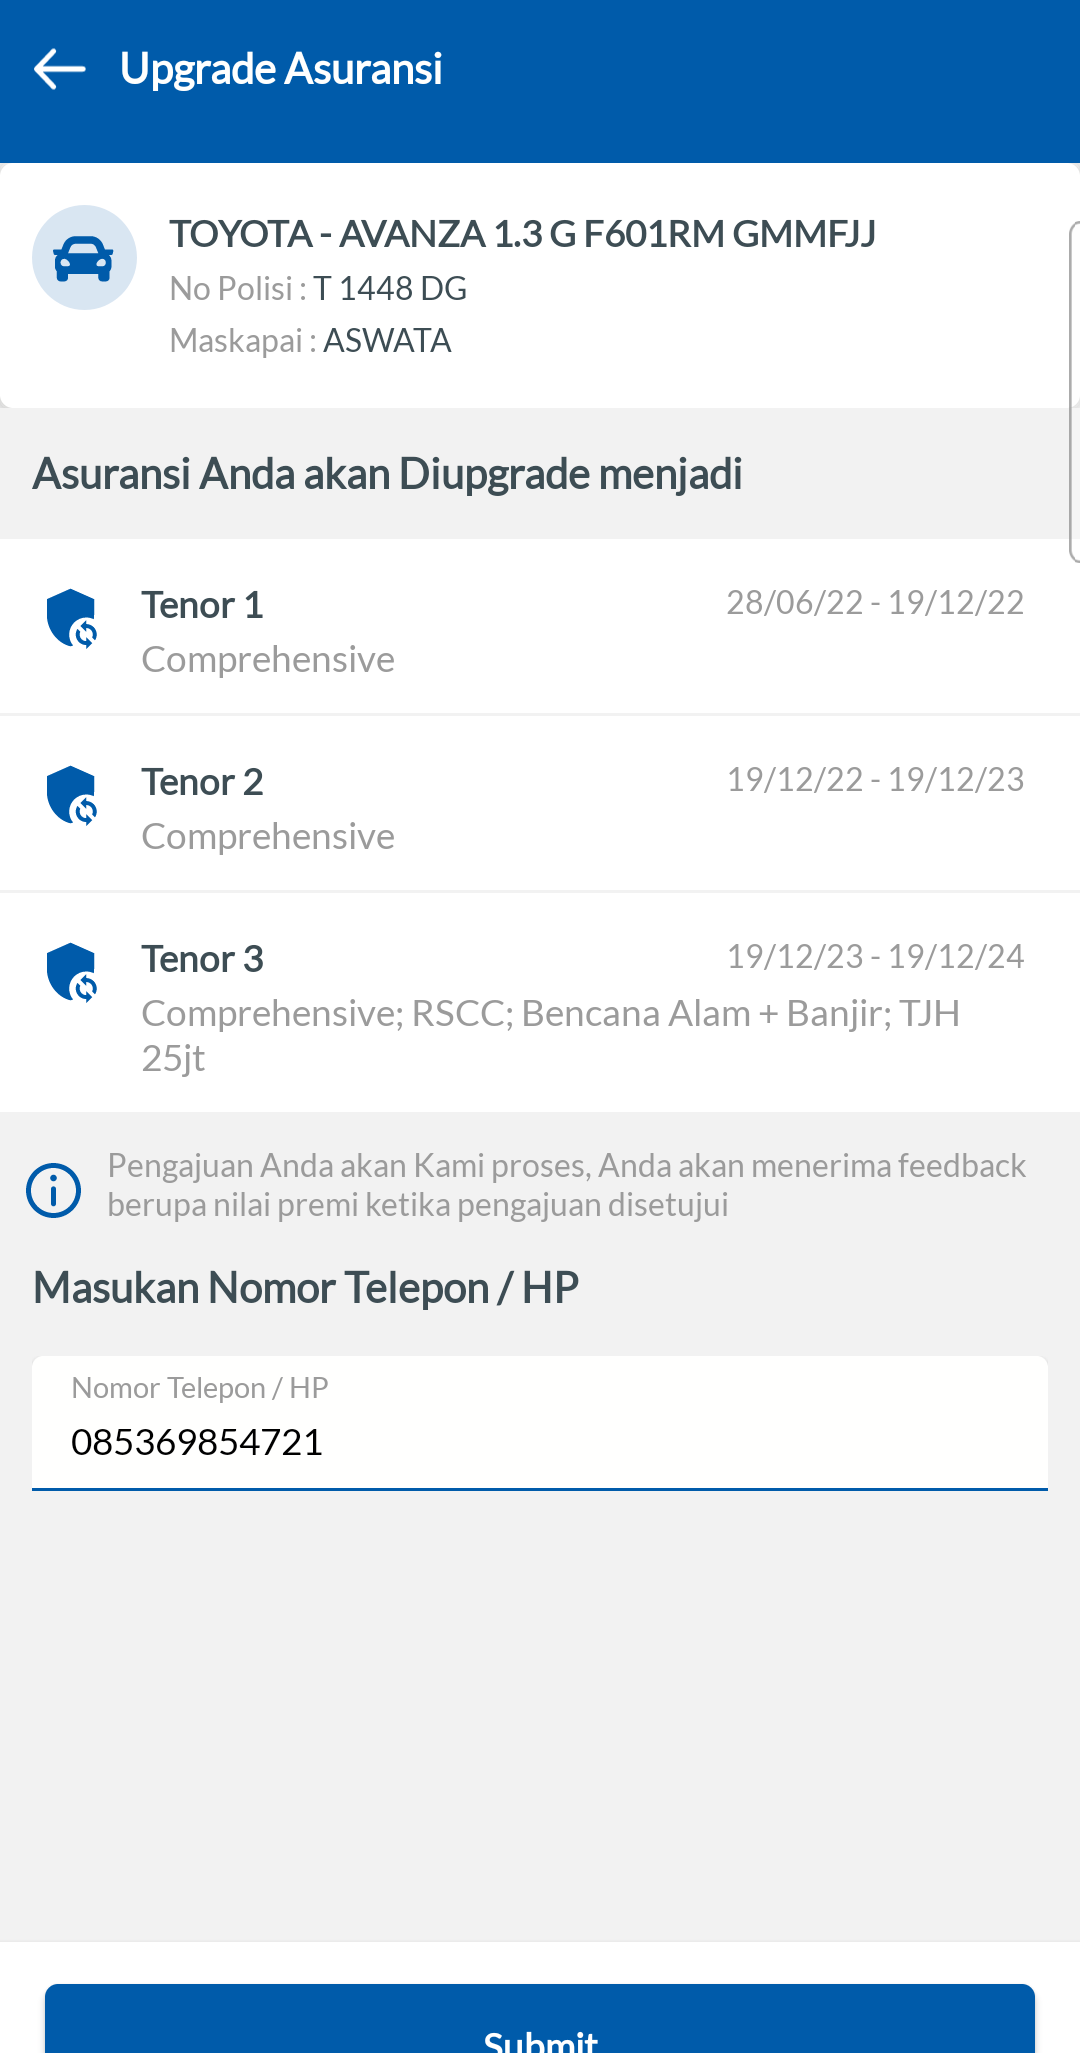 Upgrade Asuransi
TOYOTA - AVANZA 1.3 G F601RM GMMFJJ
No Polisi : T 1448 DG
Maskapai : ASWATA
Asuransi Anda akan Diupgrade menjadi
Tenor 1
28/06/22 - 19/12/22
Comprehensive
Tenor 2
19/12/22 - 19/12/23
Comprehensive
Tenor 3
19/12/23 - 19/12/24
Comprehensive; RSCC; Bencana Alam + Banjir; TJH
25jt
Pengajuan Anda akan Kami proses, Anda akan menerima feedback
berupa nilai premi ketika pengajuan disetujui
Masukan Nomor Telepon / HP
Nomor Telepon / HP
085369854721
Submit